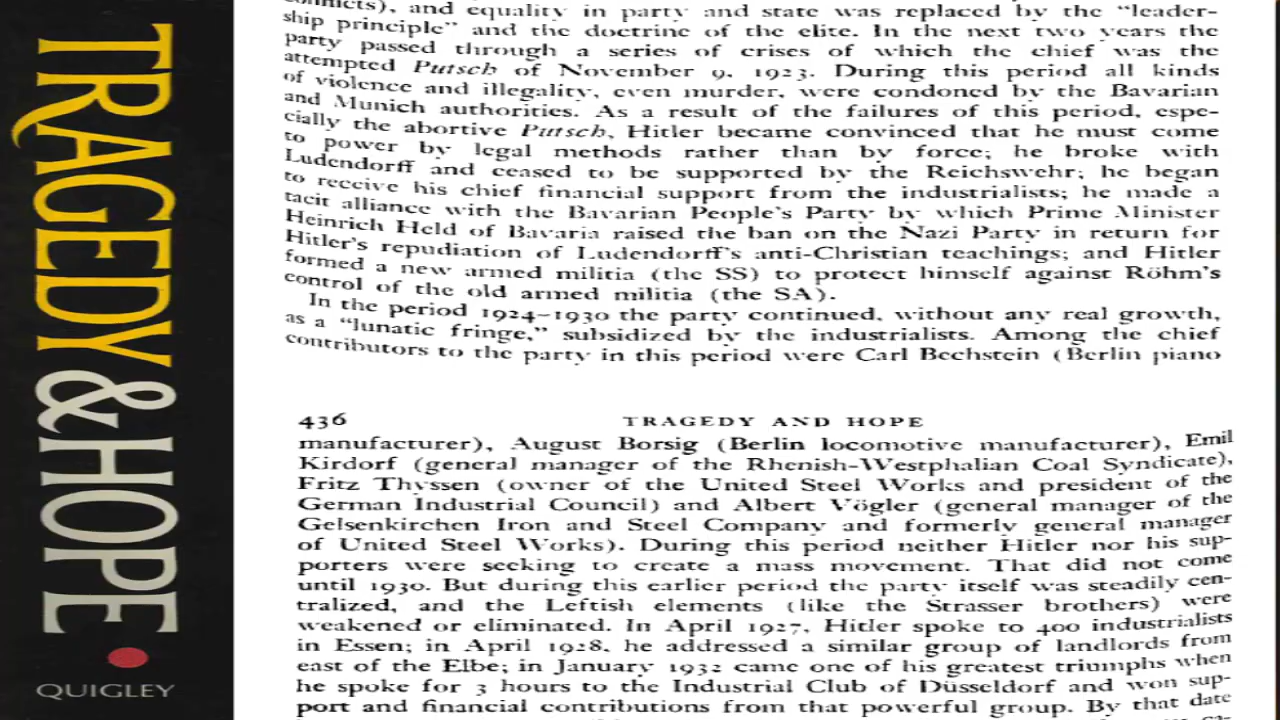 TRAGEDY & HOPE
QUIGLEY
conflicts), and equality in party and state was replaced by the "leader-
ship principle" and the doctrine of the elite. In the next two years the
party passed through a series of crises of which the chief was the
attempted Putsch of November 9, 1923. During this period all kinds
of violence and illegality, even murder, were condoned by the Bavarian
and Munich authorities. As a result of the failures of this period, espe-
cially the abortive Putsch, Hitler became convinced that he must come
to power by legal methods rather than by force; he broke with
Ludendorff and ceased to be supported by the Reichswehr; he began
to receive his chief financial support from the industrialists; he made a
tacit alliance with the Bavarian People's Party by which Prime Minister
Heinrich Held of Bavaria raised the ban on the Nazi Party in return for
Hitler's repudiation of Ludendorff's anti-Christian teachings; and Hitler
formed a new armed militia (the SS) to protect himself against Röhm's
control of the old armed militia (the SA).
In the period 1924–1930 the party continued, without any real growth,
as a "lunatic fringe," subsidized by the industrialists. Among the chief
contributors to the party in this period were Carl Bechstein (Berlin piano
436 TRAGEDY AND HOPE
manufacturer), August Borsig (Berlin locomotive manufacturer), Emil
Kirdorf (general manager of the Rhenish-Westphalian Coal Syndicate),
Fritz Thyssen (owner of the United Steel Works and president of the
German Industrial Council) and Albert Vögler (general manager of the
Gelsenkirchen Iron and Steel Company and formerly general manager
of United Steel Works). During this period neither Hitler nor his sup-
porters were seeking to create a mass movement. That did not come
until 1930. But during this earlier period the party itself was steadily cen-
tralized, and the Leftish elements (like the Strasser brothers) were
weakened or eliminated. In April 1927, Hitler spoke to 400 industrialists
in Essen; in April 1928, he addressed a similar group of landlords from
east of the Elbe; in January 1932 came one of his greatest triumphs when
he spoke for 3 hours to the Industrial Club of Düsseldorf and won sup-
port and financial contributions from that powerful group. By that date